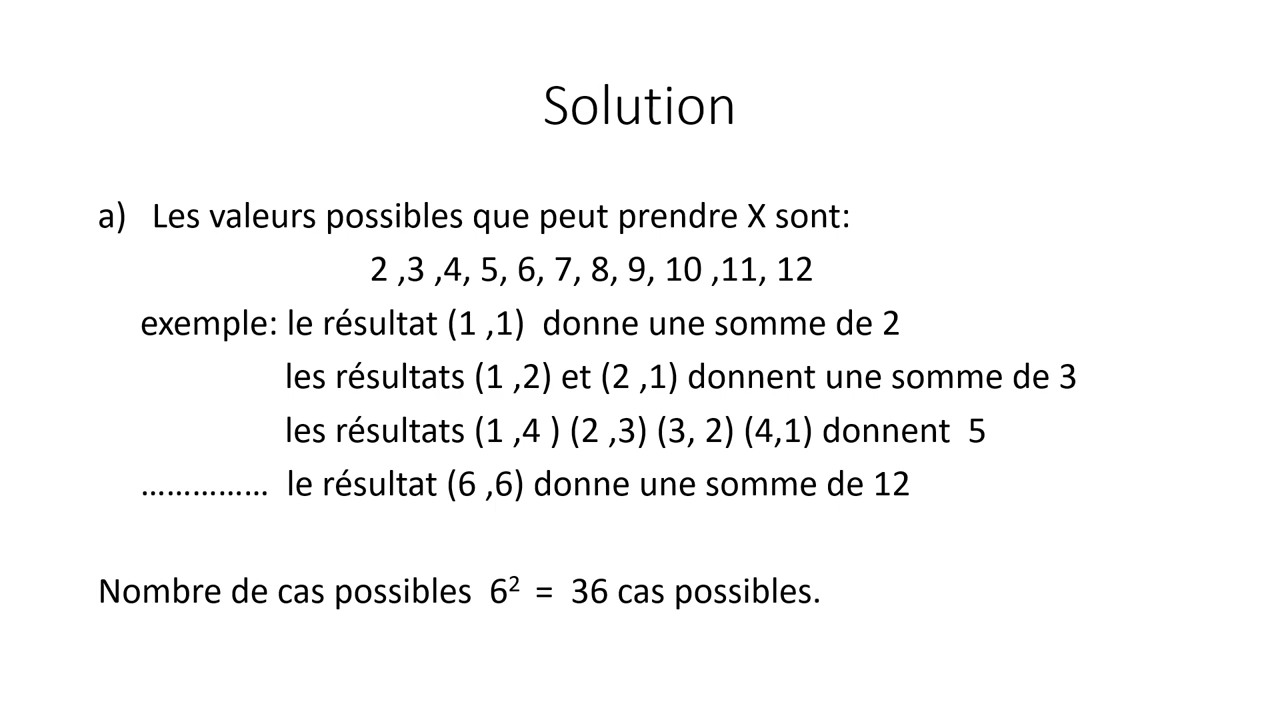 Solution
a) Les valeurs possibles que peut prendre X sont:
2 ,3 ,4, 5, 6, 7, 8, 9, 10 ,11, 12
exemple: le résultat (1 ,1) donne une somme de 2
les résultats (1 ,2) et (2 ,1) donnent une somme de 3
les résultats (1 ,4 ) (2 ,3) (3, 2) (4,1) donnent 5
…………… le résultat (6 ,6) donne une somme de 12
Nombre de cas possibles 6² = 36 cas possibles.